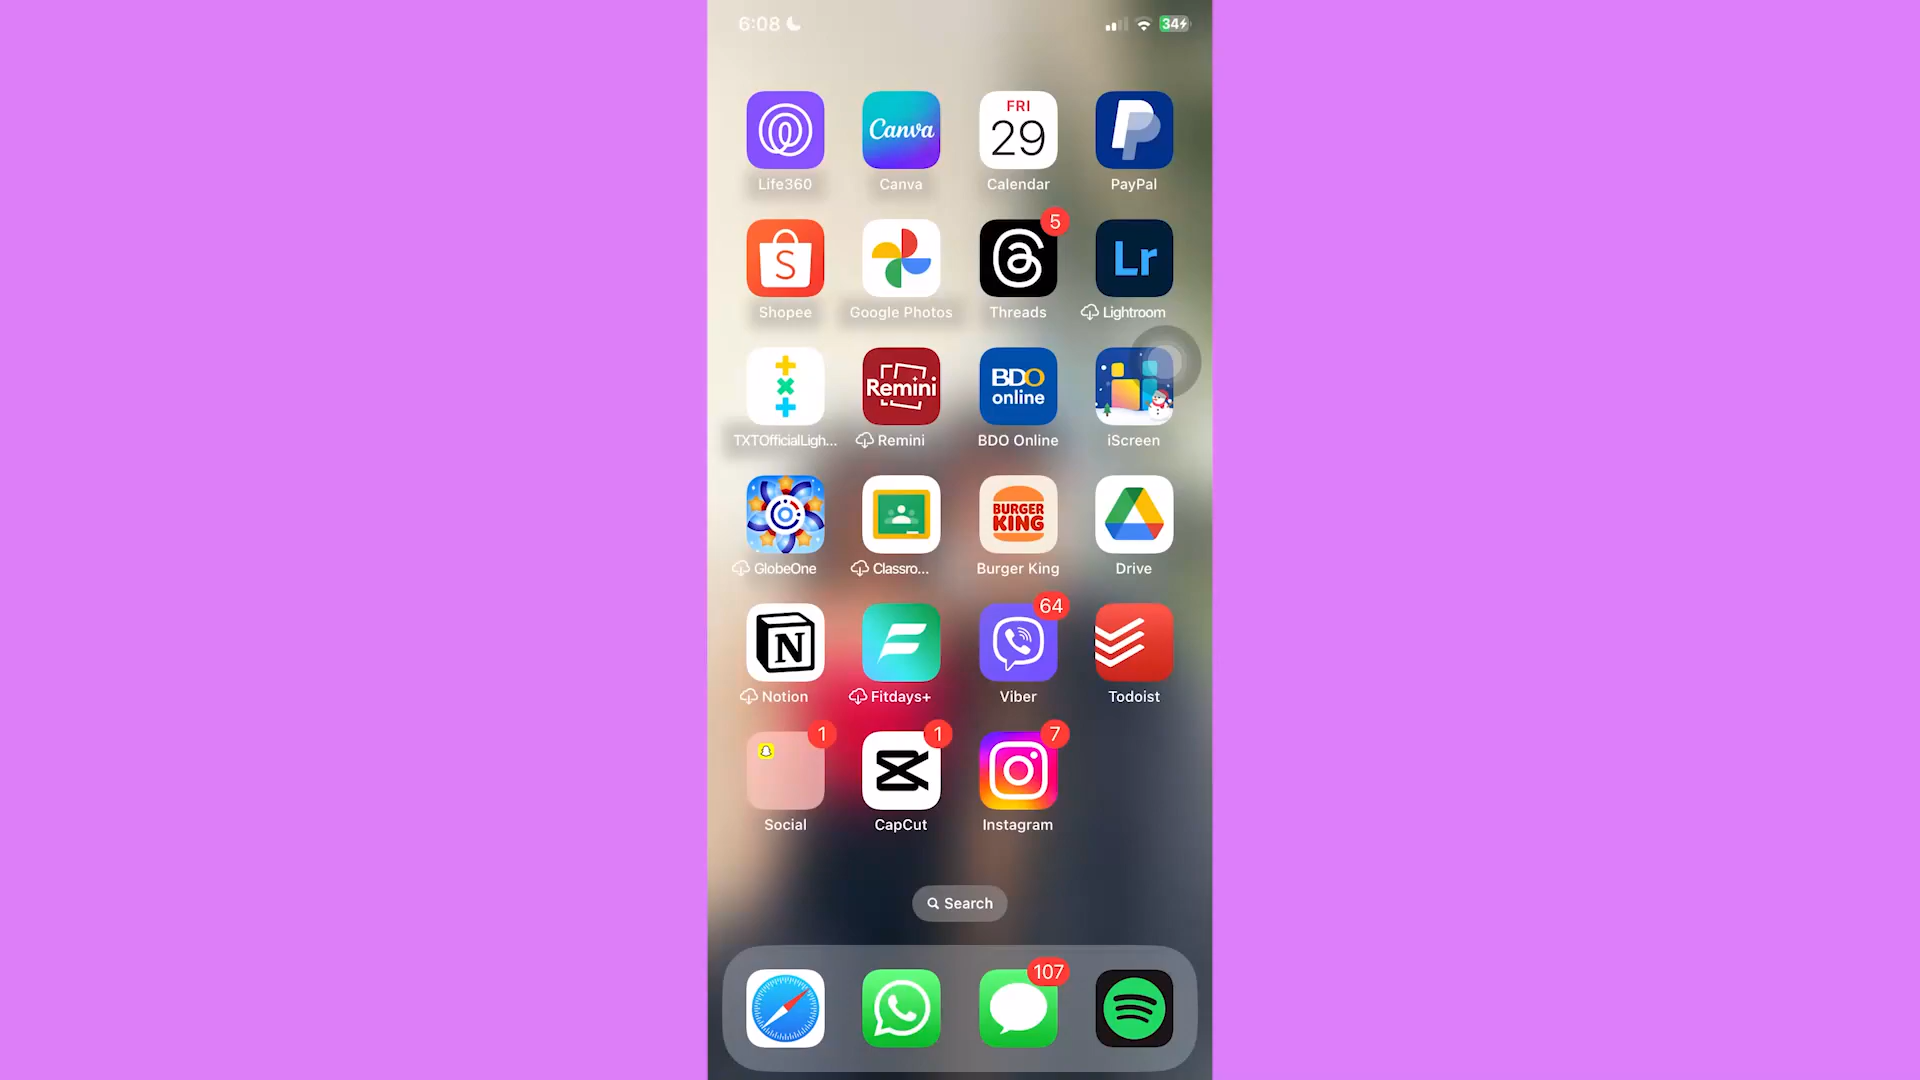 6:08
34
Canva
FRI
29
Life360
Canva
Calendar
PayPal
S
5
Lr
Shopee
Google Photos
Threads
Lightroom
Remini
BDO
online
TXTOfficialLigh...
Remini
BDO Online
iScreen
BURGER
KING
GlobeOne
Classro...
Burger King
Drive
N
64
Notion
Fitdays+
Viber
Todoist
1
1
7
Social
CapCut
Instagram
Search
107